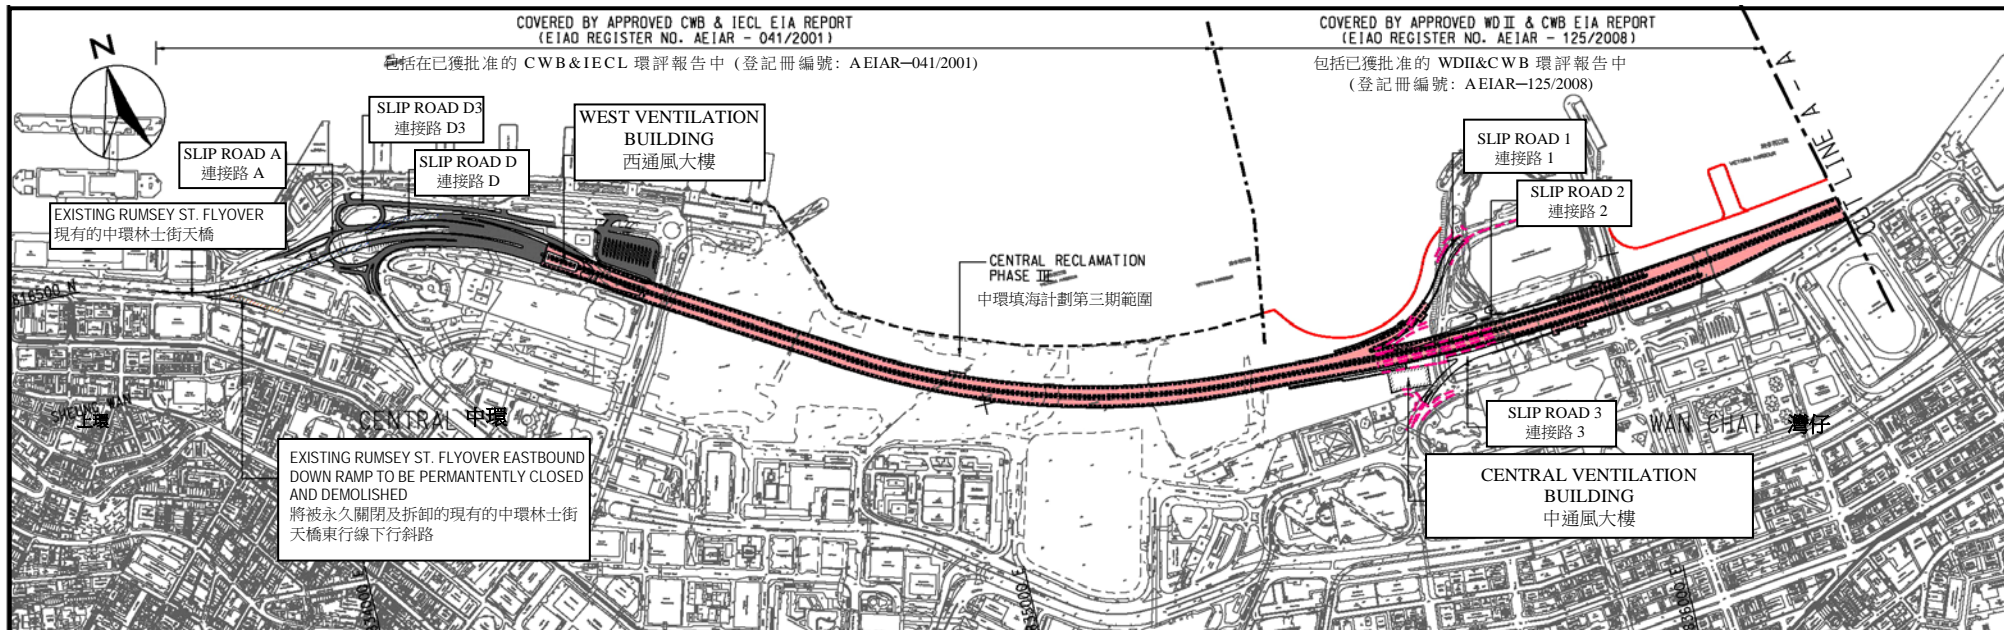 COVERED BY APPROVED CWB & IECL EIA REPORT
(EIAO REGISTER NO. AEIAR - 041/2001)
包括在已獲批准的 CWB&IECL 環評報告中 (登記冊編號: AEIAR─041/2001)
COVERED BY APPROVED WDⅡ & CWB EIA REPORT
(EIAO REGISTER NO. AEIAR - 125/2008)
包括已獲批准的 WDII&CWB 環評報告中
(登記冊編號: AEIAR─125/2008)
N
CUT LINE A - A
SLIP ROAD D3
連接路 D3
WEST VENTILATION
BUILDING
西通風大樓
SLIP ROAD A
連接路 A
SLIP ROAD D
連接路 D
SLIP ROAD 1
連接路 1
SLIP ROAD 2
連接路 2
EXISTING RUMSEY ST. FLYOVER
現有的中環林士街天橋
VICTORIA HARBOUR
CENTRAL RECLAMATION
PHASE III
中環填海計劃第三期範圍
816500 N
SHEUNG WAN
上環
CENTRAL 中環
SLIP ROAD 3
連接路 3
WAN CHAI 灣仔
EXISTING RUMSEY ST. FLYOVER EASTBOUND
DOWN RAMP TO BE PERMANTENTLY CLOSED
AND DEMOLISHED
將被永久關閉及拆卸的現有的中環林士街
天橋東行線下行斜路
CENTRAL VENTILATION
BUILDING
中通風大樓